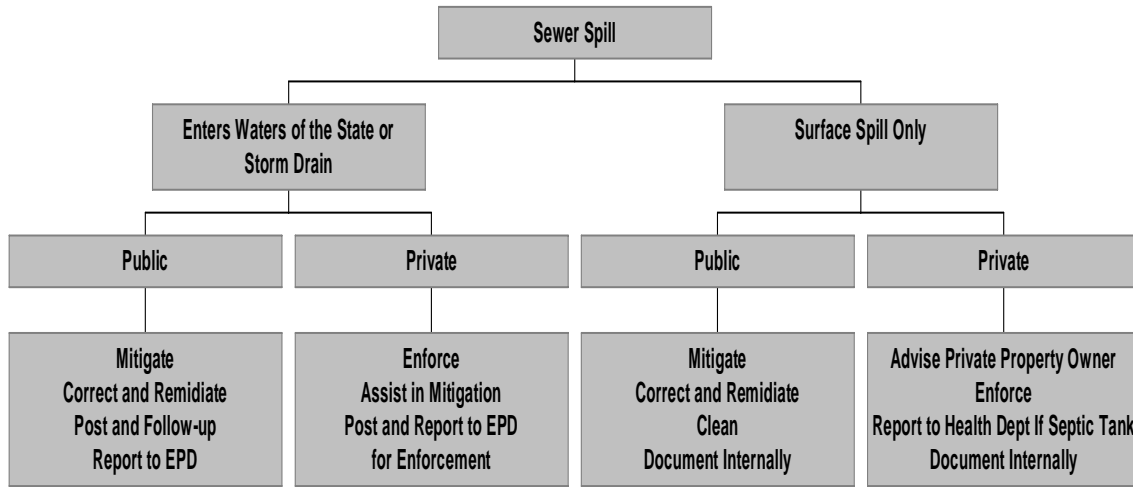 Sewer Spill
Enters Waters of the State or
Storm Drain
Surface Spill Only
Public
Private
Public
Private
Mitigate
Correct and Remidiate
Post and Follow-up
Report to EPD
Enforce
Assist in Mitigation
Post and Report to EPD
for Enforcement
Mitigate
Correct and Remidiate
Clean
Document Internally
Advise Private Property Owner
Enforce
Report to Health Dept If Septic Tank
Document Internally